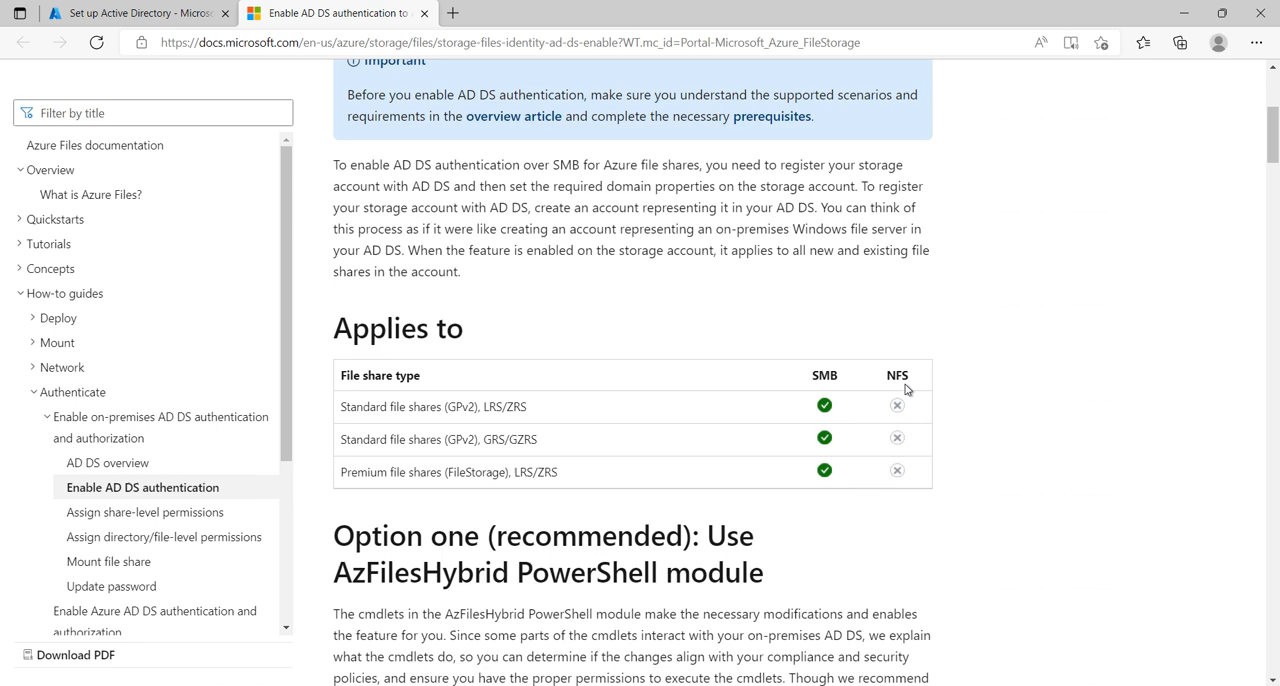 Set up Active Directory - Micros
Enable AD DS authentication to
https://docs.microsoft.com/en-us/azure/storage/files/storage-files-identity-ad-ds-enable?WT.mc_id=Portal-Microsoft_Azure_FileStorage
Filter by title
Azure Files documentation
Overview
What is Azure Files?
Quickstarts
Tutorials
Concepts
How-to guides
Deploy
Mount
Network
Authenticate
Enable on-premises AD DS authentication
and authorization
AD DS overview
Enable AD DS authentication
Assign share-level permissions
Assign directory/file-level permissions
Mount file share
Update password
Enable Azure AD DS authentication and
authorization
Download PDF
Important
Before you enable AD DS authentication, make sure you understand the supported scenarios and
requirements in the overview article and complete the necessary prerequisites.
To enable AD DS authentication over SMB for Azure file shares, you need to register your storage
account with AD DS and then set the required domain properties on the storage account. To register
your storage account with AD DS, create an account representing it in your AD DS. You can think of
this process as if it were like creating an account representing an on-premises Windows file server in
your AD DS. When the feature is enabled on the storage account, it applies to all new and existing file
shares in the account.
Applies to
File share type SMB NFS
Standard file shares (GPv2), LRS/ZRS
Standard file shares (GPv2), GRS/GZRS
Premium file shares (FileStorage), LRS/ZRS
Option one (recommended): Use
AzFilesHybrid PowerShell module
The cmdlets in the AzFilesHybrid PowerShell module make the necessary modifications and enables
the feature for you. Since some parts of the cmdlets interact with your on-premises AD DS, we explain
what the cmdlets do, so you can determine if the changes align with your compliance and security
policies, and ensure you have the proper permissions to execute the cmdlets. Though we recommend